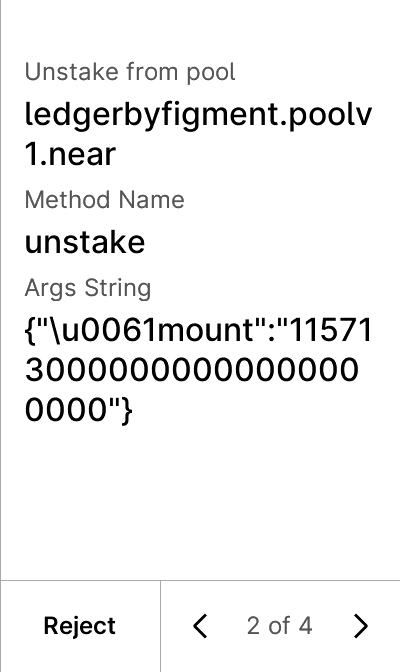 Unstake from pool
ledgerbyfigment.poolv
1.near
Method Name
unstake
Args String
{"\u0061mount":"11571
3000000000000000000
0000"}
Reject
2 of 4